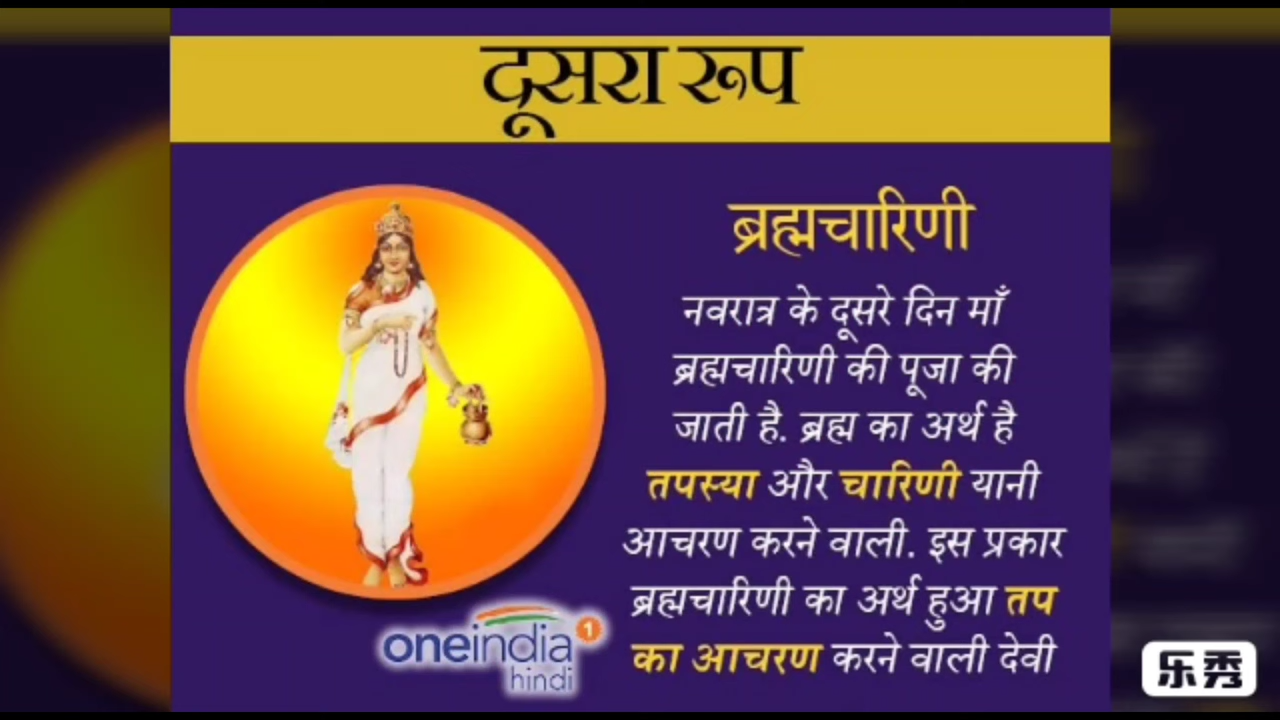 दूसरा रूप
ब्रह्मचारिणी
नवरात्र के दूसरे दिन माँ
ब्रह्मचारिणी की पूजा की
जाती है. ब्रह्म का अर्थ है
तपस्या और चारिणी यानी
आचरण करने वाली. इस प्रकार
ब्रह्मचारिणी का अर्थ हुआ तप
का आचरण करने वाली देवी
oneindia 1
hindi
乐秀